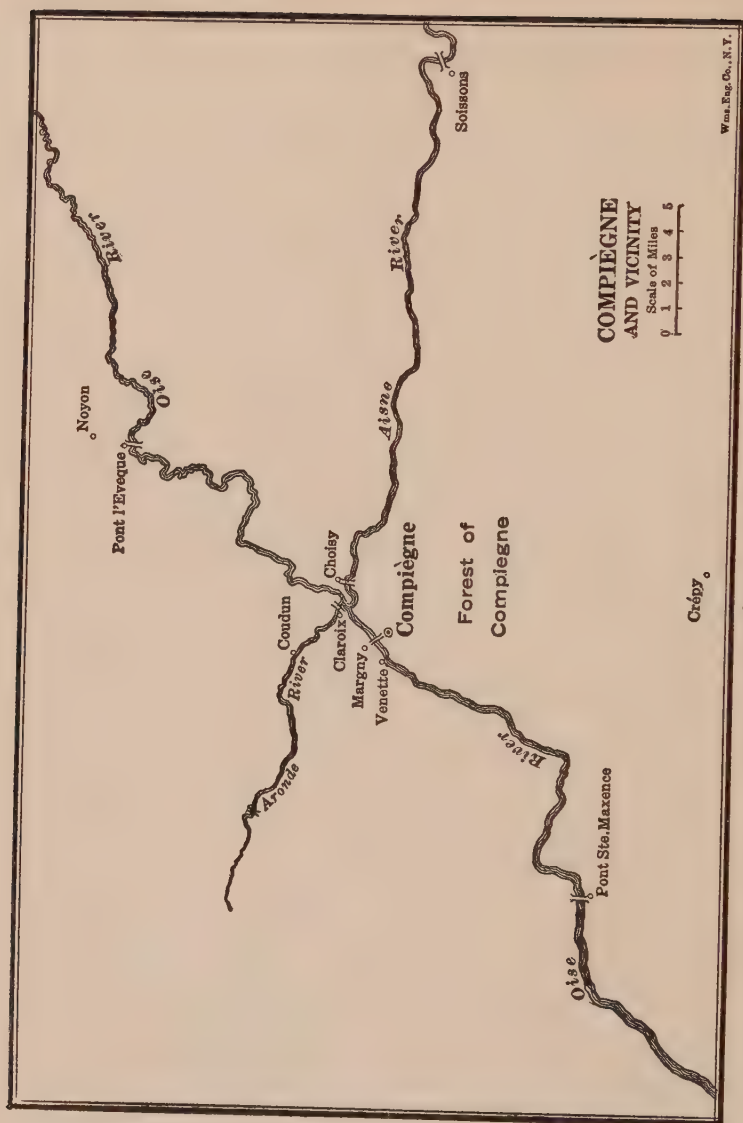 COMPIÈGNE
AND VICINITY
Scale of Miles
0 1 2 3 4 5
River
Oise
Noyon
Pont l'Eveque
Soissons
River
Aisne
Choisy
Coudun
Claroix
River
Aronde
Margny
Venette
Compiègne
Forest of
Compiegne
Crépy
River
Pont Ste. Maxence
Oise
Wms. Eng. Co., N.Y.